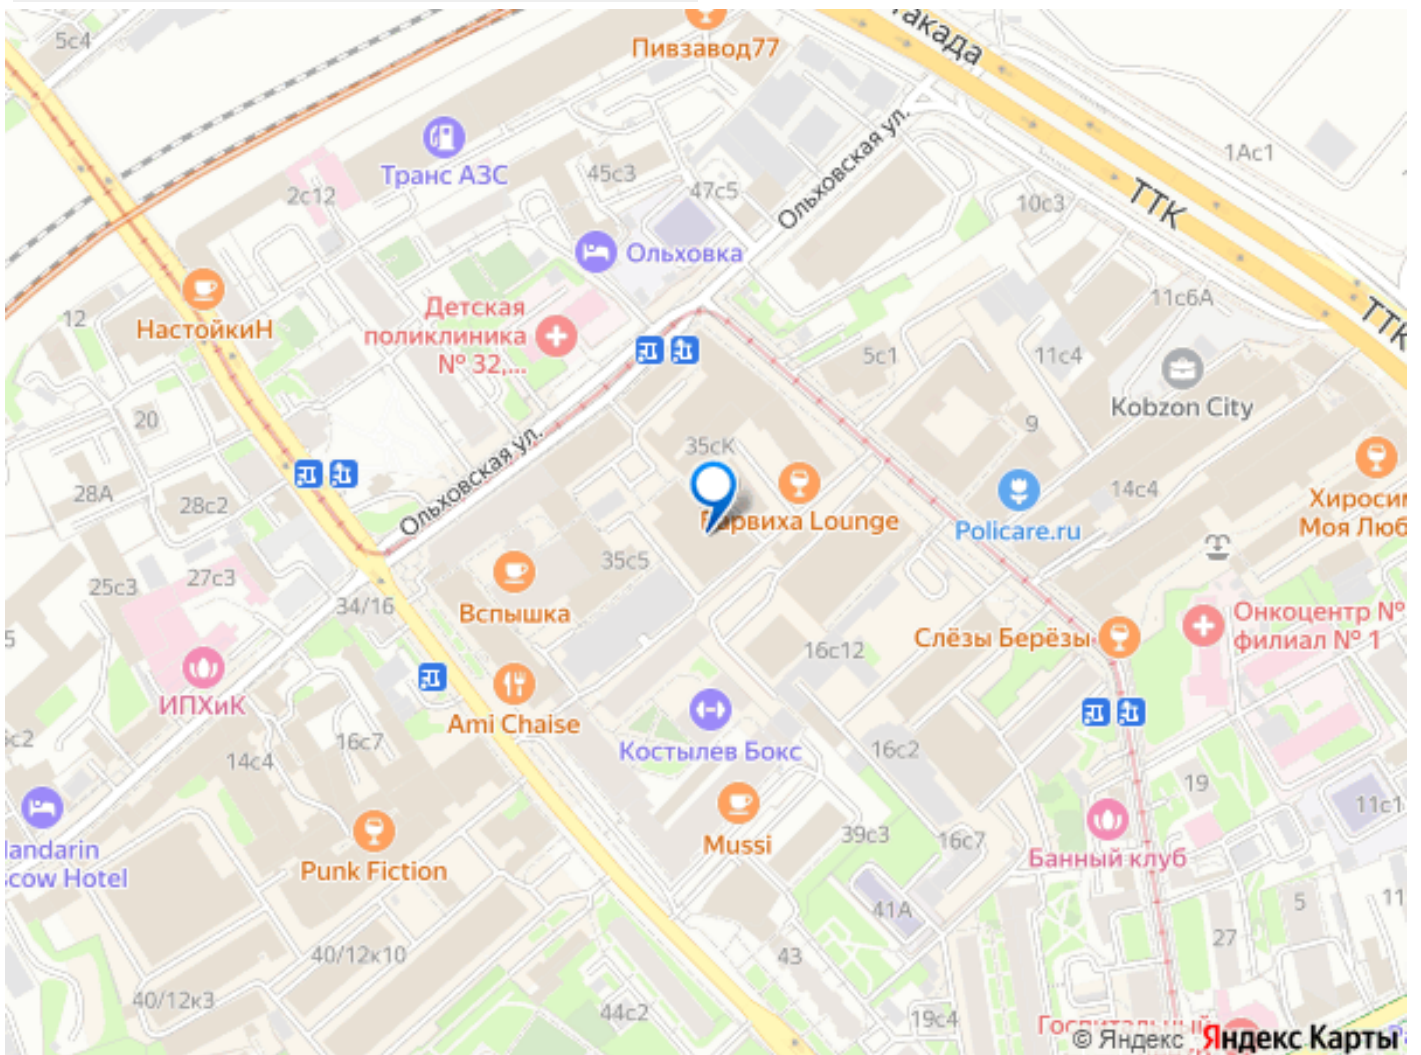 5с4
Пивзавод77
Транс АЗС
2с12
45с3
47с5
Ольховская ул.
1Ас1
10с3
ТТК
Ольховка
11с6А
ТТК
12
НастойкиН
Детская
поликлиника
№ 32,...
5с1
11с4
Kobzon City
20
9
35сК
28А
28с2
Ольховская ул.
Lounge
Policare.ru
14с4
Хиросим
Моя Люб
25с3
27с3
34/16
Вспышка
35с5
16с12
Слёзы Берёзы
Онкоцентр №
филиал № 1
5
ИПХиК
Ami Chaise
Костылев Бокс
16с2
14с4
16с7
19
11с1
andarin
cow Hotel
Punk Fiction
Mussi
39с3
16с7
Банный клуб
41А
5
11
27
40/12к10
43
40/12к3
44с2
19с4
© Яндекс Яндекс Карты